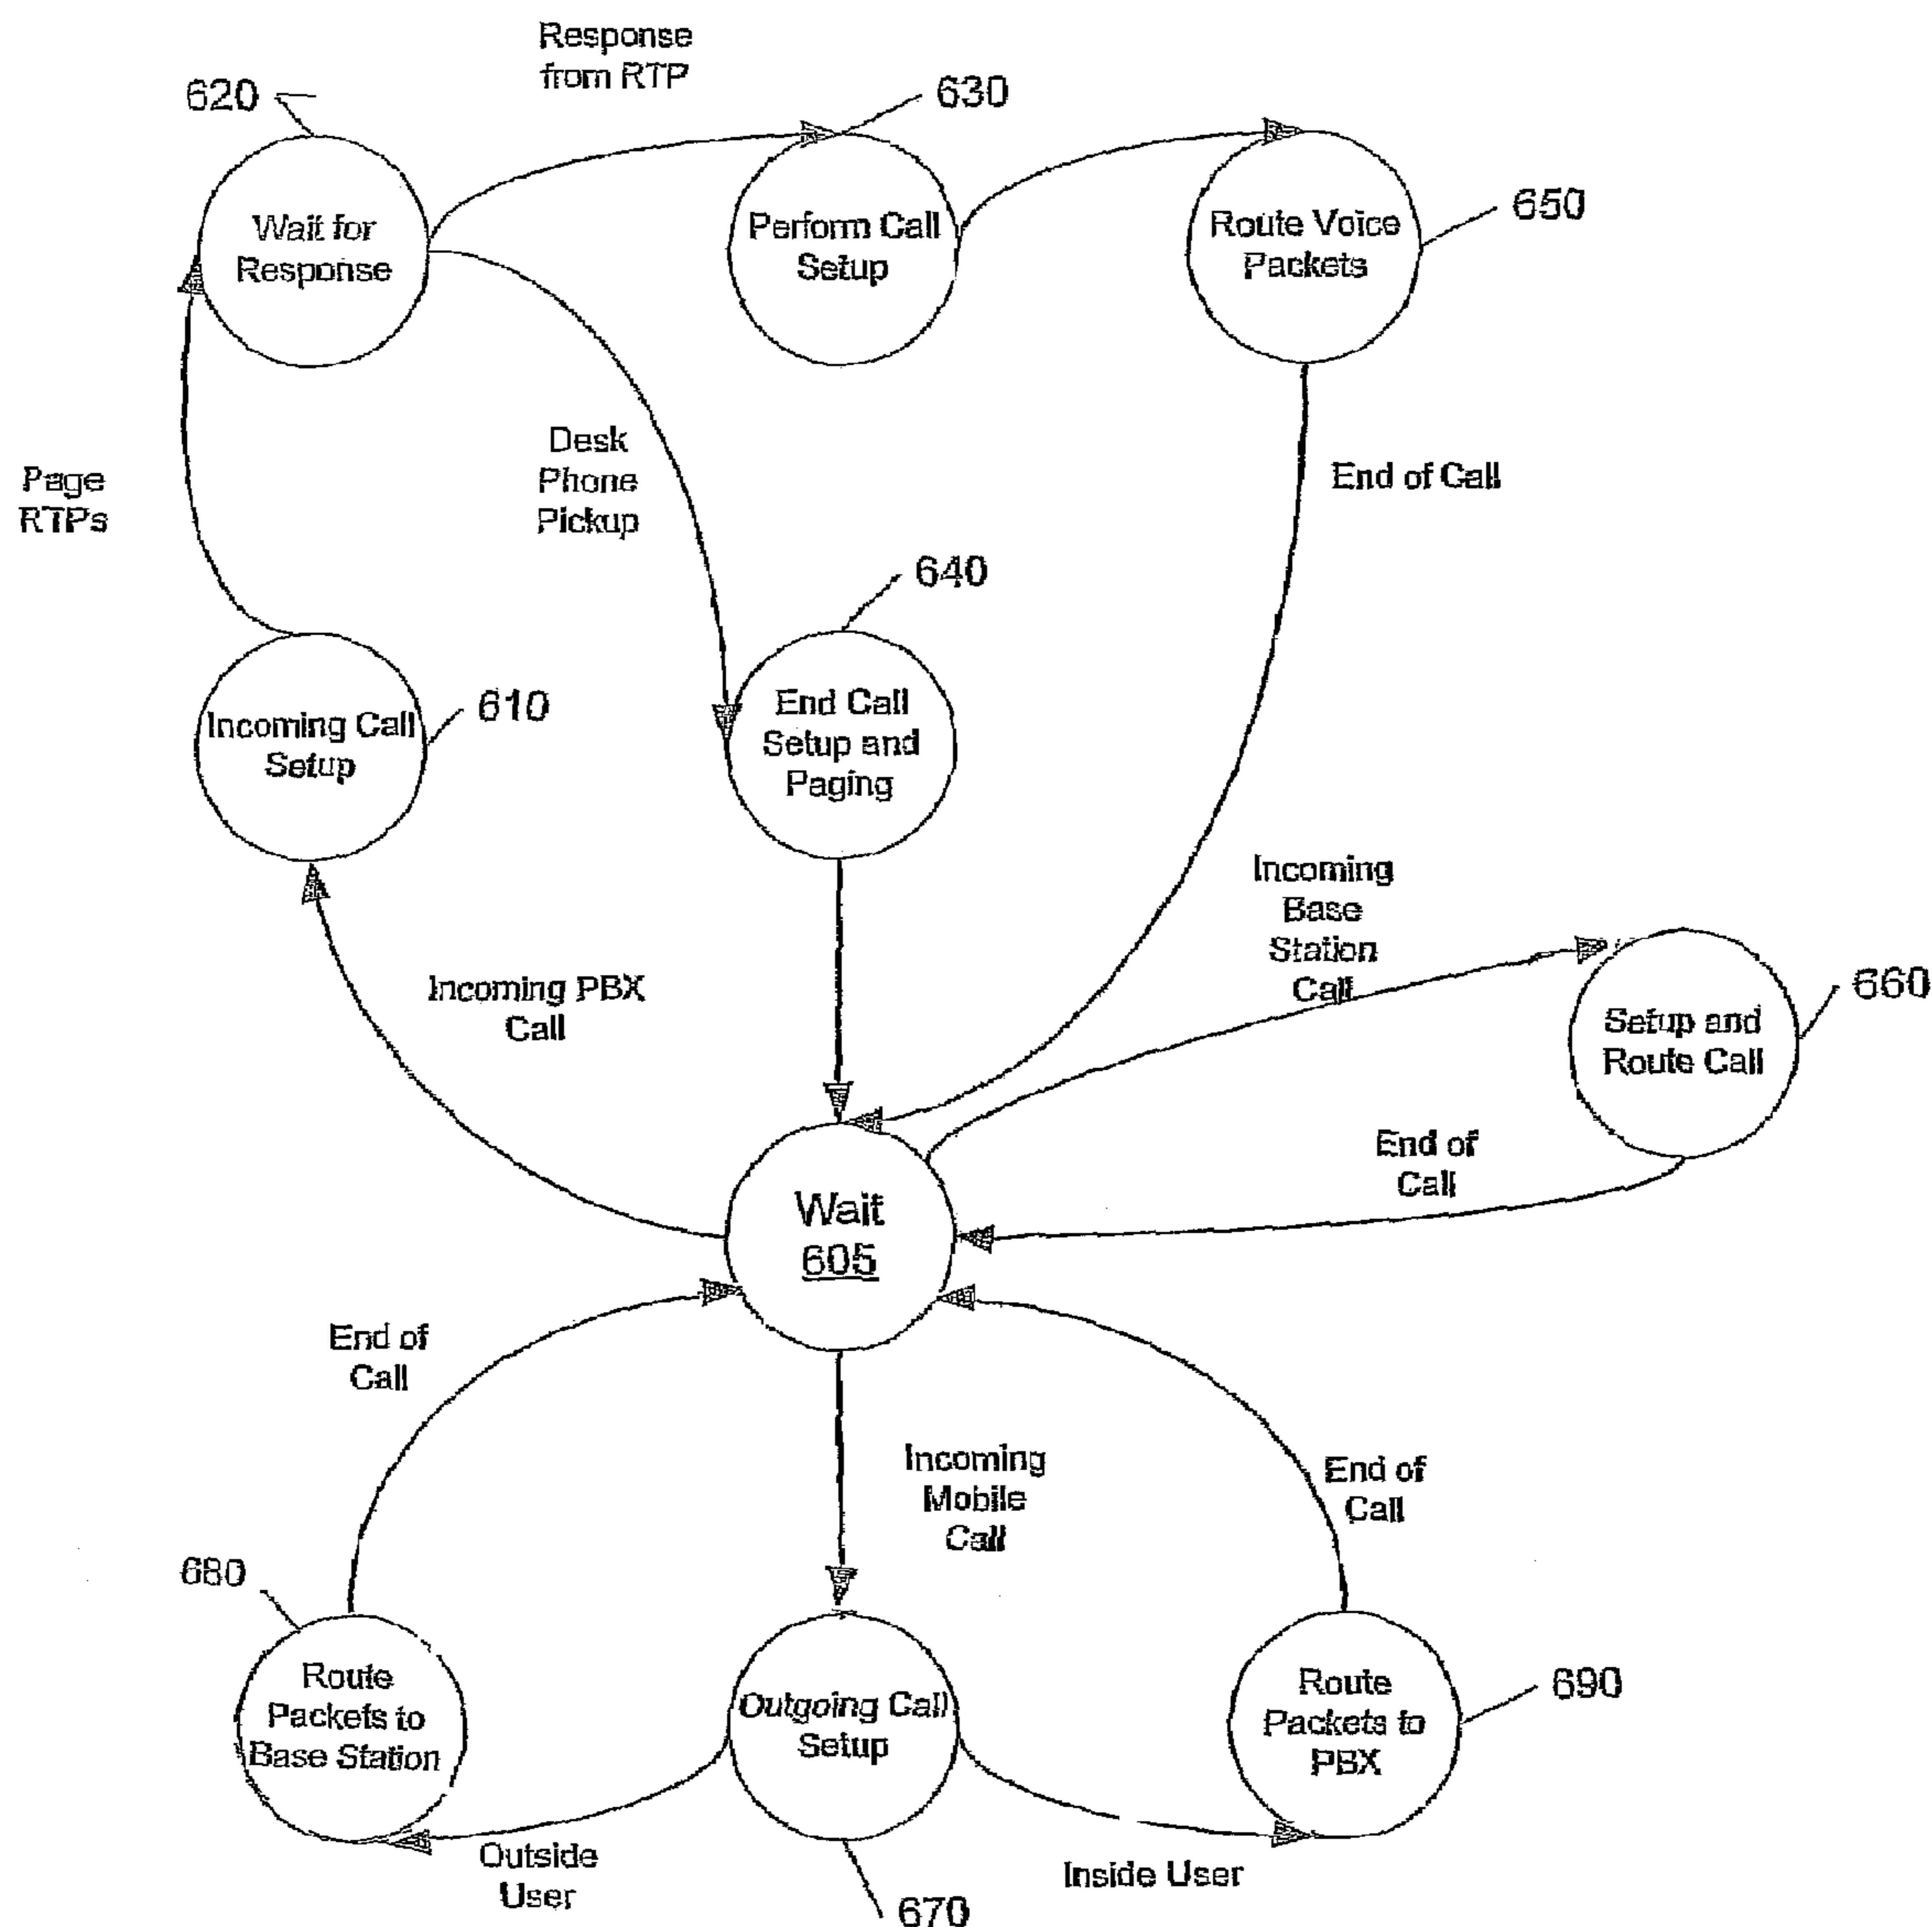 Response
from RTP
620
630
Wait for
Response
Perform Call
Setup
Route Voice
Packets
650
Page
RTPs
Desk
Phone
Pickup
End of Call
640
Incoming Call
Setup
610
End Call
Setup and
Paging
Incoming PBX
Call
Incoming
Base
Station
Call
Setup and
Route Call
660
End of
Call
Wait
605
End of
Call
Incoming
Mobile
Call
End of
Call
680
Route
Packets to
Base Station
Outgoing Call
Setup
Route
Packets to
PBX
690
Outside
User
Inside User
670